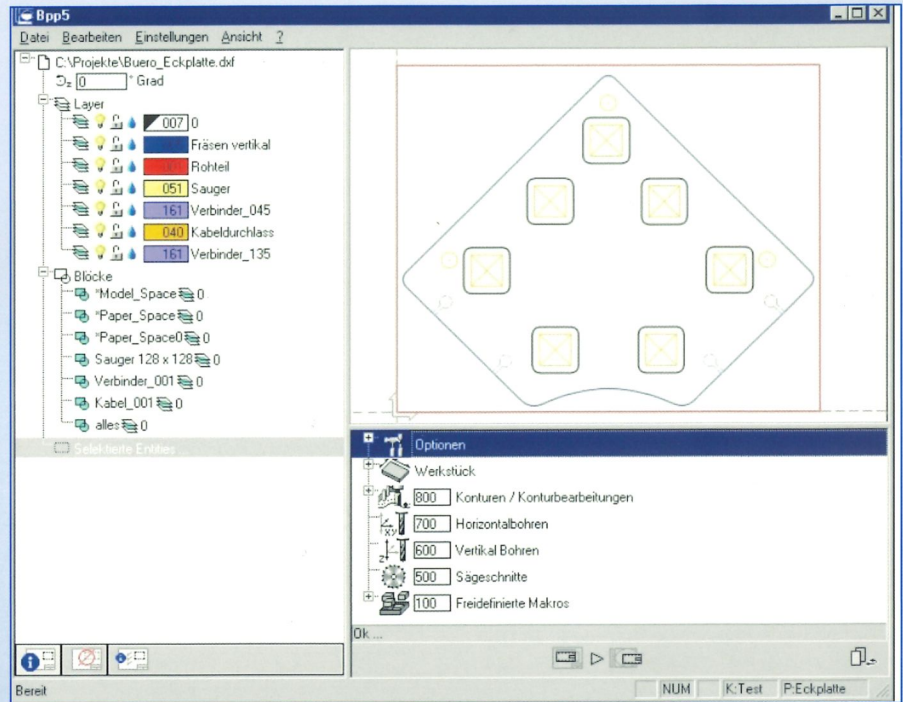 Bpp5
Datei Bearbeiten Einstellungen Ansicht ?
C:\Projekte\Buero_Eckplatte.dxf
0 ° Grad
Layer
007 0
Fräsen vertikal
Rohteil
051 Sauger
161 Verbinder_045
040 Kabeldurchlass
161 Verbinder_135
Blöcke
*Model_Space 0
*Paper_Space 0
*Paper_Space0 0
Sauger 128 x 128 0
Verbinder_001 0
Kabel_001 0
alles 0
Selektierte Entities
Optionen
Werkstück
800 Konturen / Konturbearbeitungen
700 Horizontalbohren
600 Vertikal Bohren
500 Sägeschnitte
100 Freidefinierte Makros
Ok ...
Bereit
NUM K:Test P:Eckplatte